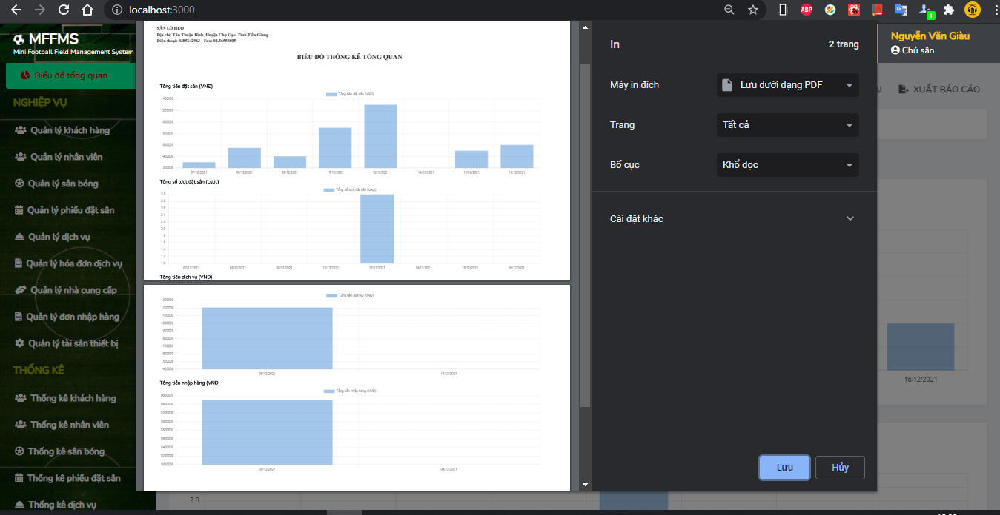 localhost:3000
ABP
1
MFFMS
Mini Football Field Management System
Biểu đồ tổng quan
NGHIỆP VỤ
Quản lý khách hàng
Quản lý nhân viên
Quản lý sân bóng
Quản lý phiếu đặt sân
Quản lý dịch vụ
Quản lý hóa đơn dịch vụ
Quản lý nhà cung cấp
Quản lý đơn nhập hàng
Quản lý tài sản thiết bị
THỐNG KÊ
Thống kê khách hàng
Thống kê nhân viên
Thống kê sân bóng
Thống kê phiếu đặt sân
Thống kê dịch vụ
SÂN LÒ HEO
Địa chỉ: Tân Thuận Bình, Huyện Chợ Gạo, Tỉnh Tiền Giang
Điện thoại: 0385642963 - Fax: 04.36558505
BIỂU ĐỒ THỐNG KÊ TỔNG QUAN
Tổng tiền đặt sân (VNĐ)
Tổng tiền đặt sân (VNĐ)
1400000
1200000
1000000
800000
600000
400000
200000
07/12/2021 08/12/2021 09/12/2021 10/12/2021 12/12/2021 14/12/2021 15/12/2021 16/12/2021
Tổng số lượt đặt sân (Lượt)
Tổng số lượt đặt sân (Lượt)
3.0
2.8
2.6
2.4
2.2
2.0
1.8
1.6
1.4
1.2
1.0
07/12/2021 08/12/2021 09/12/2021 10/12/2021 12/12/2021 14/12/2021 15/12/2021 16/12/2021
Tổng tiền dịch vụ (VNĐ)
Tổng tiền dịch vụ (VNĐ)
1300000
1200000
1100000
1000000
900000
800000
700000
600000
500000
400000
09/12/2021 14/12/2021
Tổng tiền nhập hàng (VNĐ)
Tổng tiền nhập hàng (VNĐ)
9600000
9400000
9200000
9000000
8800000
8600000
8400000
8200000
8000000
09/12/2021 04/12/2021
In
2 trang
Máy in đích
Lưu dưới dạng PDF
Trang
Tất cả
Bố cục
Khổ dọc
Cài đặt khác
Lưu
Hủy
Nguyễn Văn Giàu
Chủ sân
XUẤT BÁO CÁO
16/12/2021
2.6